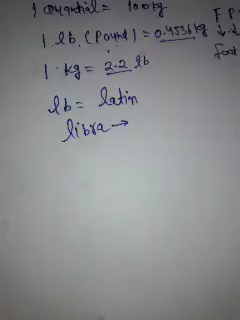 1 quintal = 100kg
1 lb. (Pound) = 0.4536kg
1 kg = 2.2 lb
lb = latin
libra →
F P